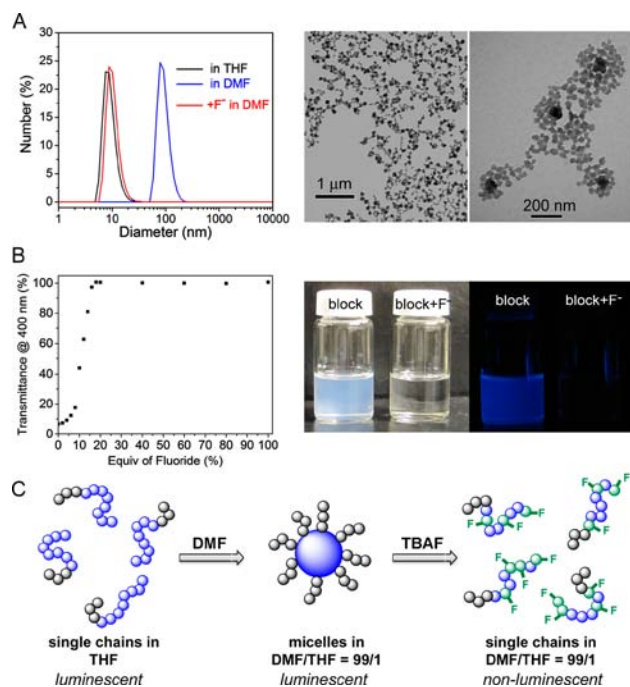 A
Number (%)
30
25
20
15
10
5
0
in THF
in DMF
+F⁻ in DMF
1 10 100 1000 10000
Diameter (nm)
1 μm
200 nm
B
Transmittance @ 400 nm (%)
100
80
60
40
20
0
0 10 20 30 40 50 60 70 80 90 100
Equiv of Fluoride (%)
block block+F⁻
block block+F⁻
C
DMF
TBAF
F F F F F F F F F F F
single chains in
THF
luminescent
micelles in
DMF/THF = 99/1
luminescent
single chains in
DMF/THF = 99/1
non-luminescent